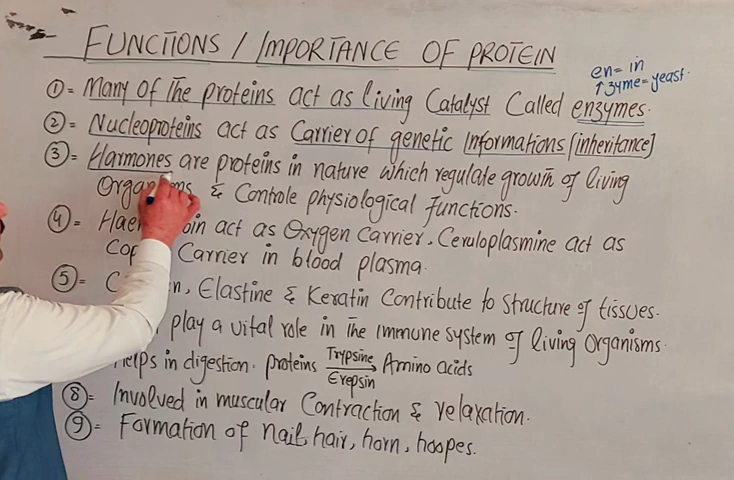 FUNCTIONS / IMPORTANCE OF PROTEIN
en = in
↑ zyme = yeast.
① = Many of The proteins act as living Catalyst Called enzymes.
② = Nucleoproteins act as Carrier of genetic Informations [inheritance]
③ = Harmones are proteins in nature which regulate growth of living
& Controle physiological functions.
④ = act as Oxygen Carrier. Ceruloplasmine act as
Carrier in blood plasma.
⑤ = Elastine & Keratin Contribute to structure of tissues.
play a vital role in The immune system of living Organisms.
Helps in digestion. proteins Trypsine Amino acids
Erepsin
⑧ = Involved in muscular Contraction & relaxation.
⑨ = Formation of nail, hair, horn, hoopes.